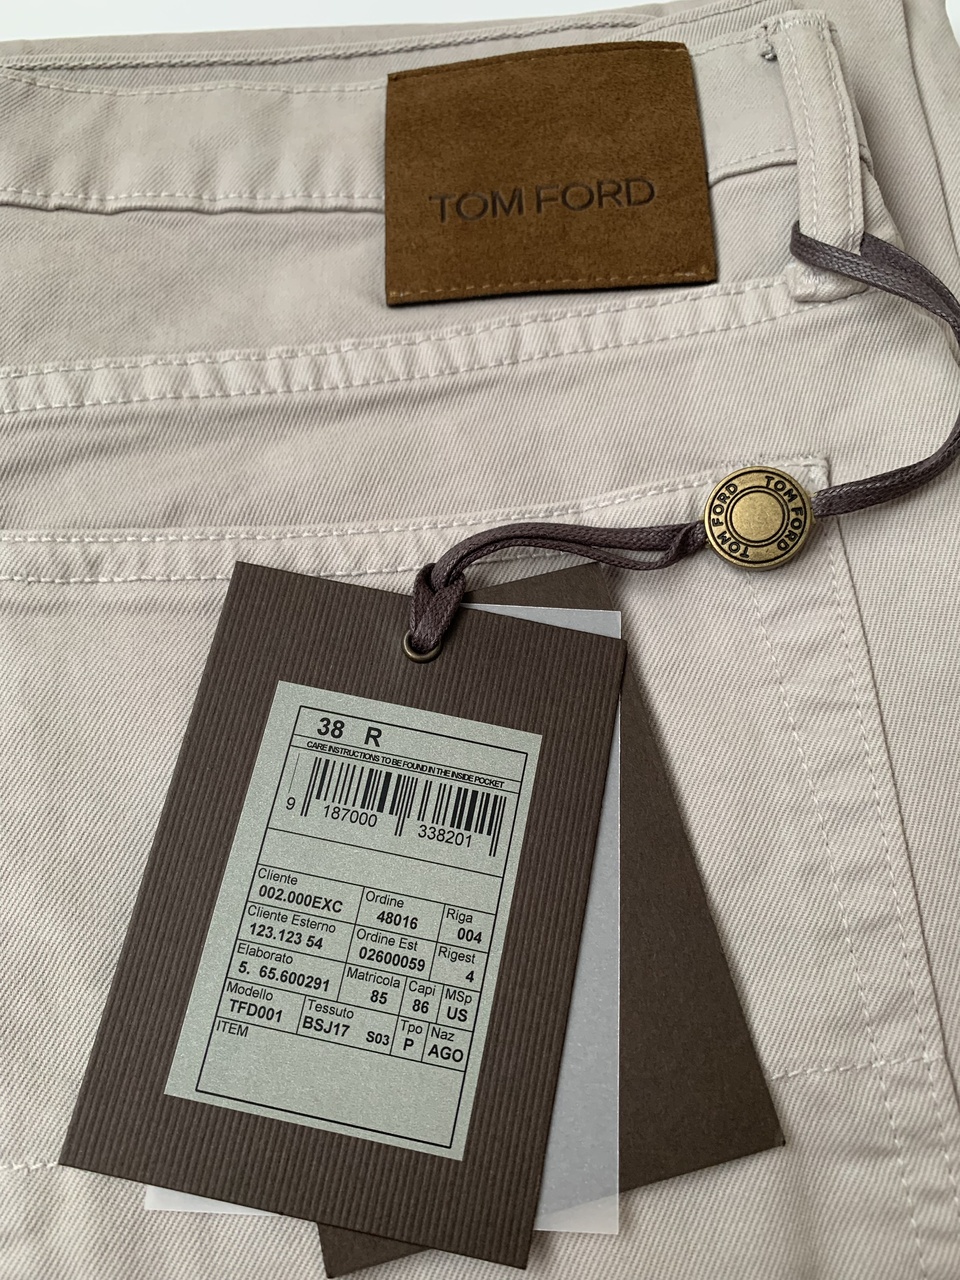 TOM FORD
TOM FORD TOM FORD TOM FORD
38 R
CARE INSTRUCTIONS TO BE FOUND IN THE INSIDE POCKET
9 187000 338201
Cliente Ordine Riga
002.000EXC 48016 004
Cliente Esterno Ordine Est Rigest
123.123 54 02600059 4
Elaborato Matricola Capi MSp
5. 65.600291 85 86 US
Modello Tessuto Tpo Naz
TFD001 BSJ17 S03 P AGO
ITEM